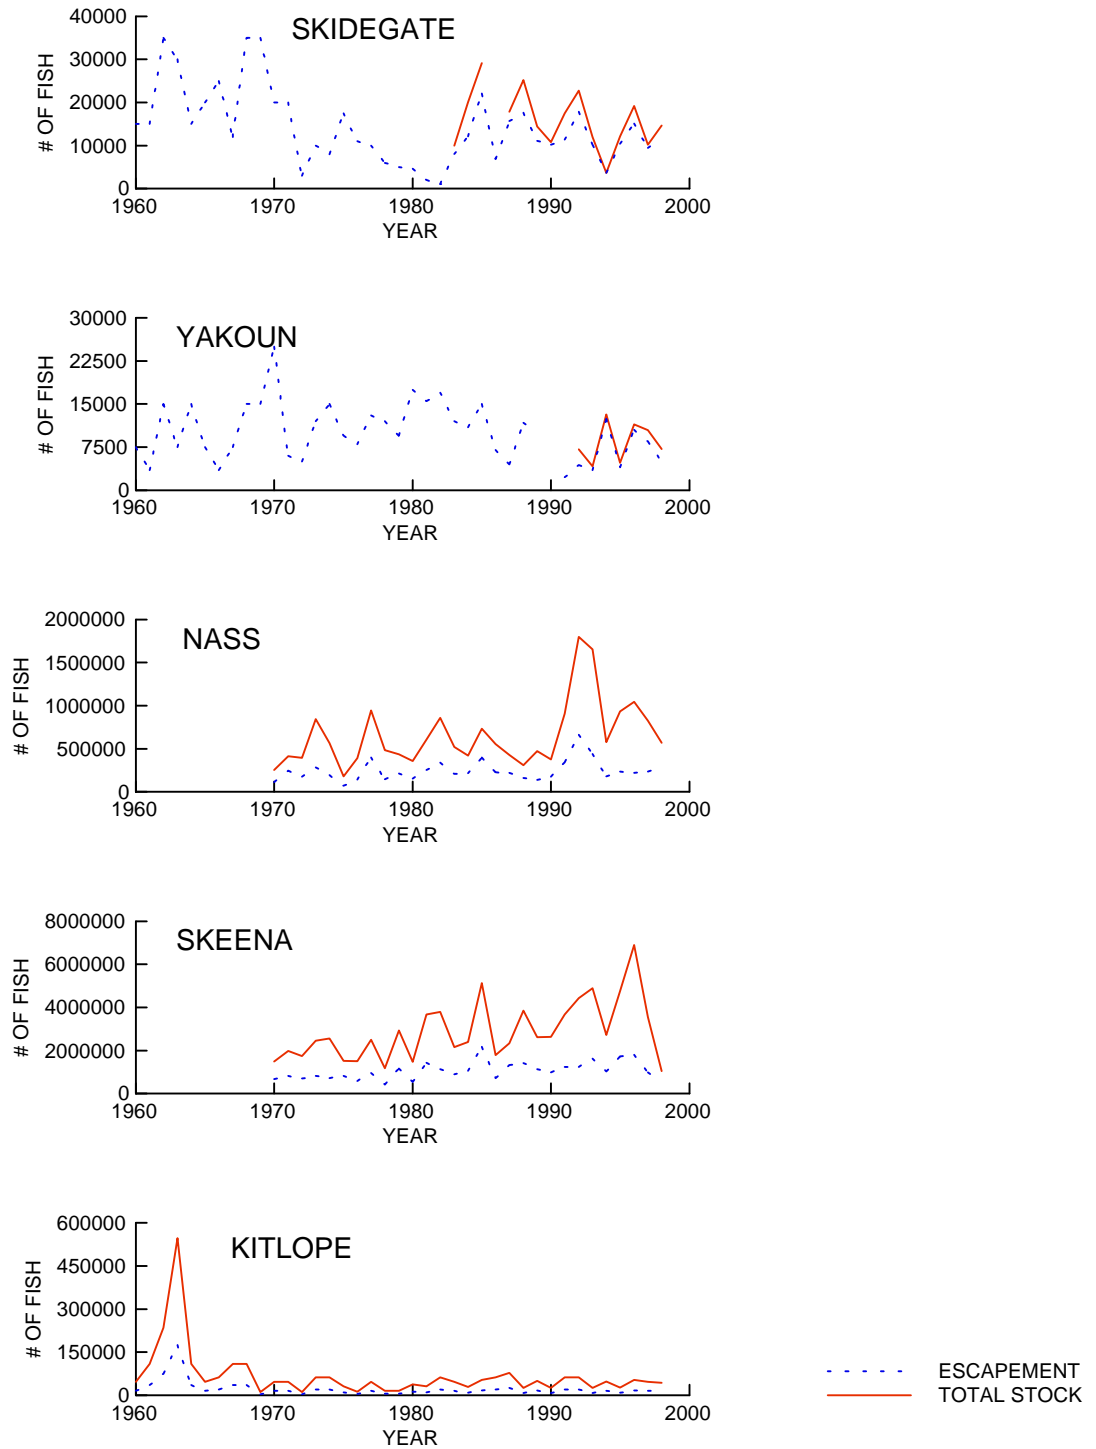 40000
SKIDEGATE
30000
20000
10000
0
# OF FISH
1960 1970 1980 1990 2000
YEAR
30000
YAKOUN
22500
15000
7500
0
# OF FISH
1960 1970 1980 1990 2000
YEAR
2000000
NASS
1500000
1000000
500000
0
# OF FISH
1960 1970 1980 1990 2000
YEAR
8000000
SKEENA
6000000
4000000
2000000
0
# OF FISH
1960 1970 1980 1990 2000
YEAR
600000
KITLOPE
450000
300000
150000
0
# OF FISH
1960 1970 1980 1990 2000
YEAR
ESCAPEMENT
TOTAL STOCK